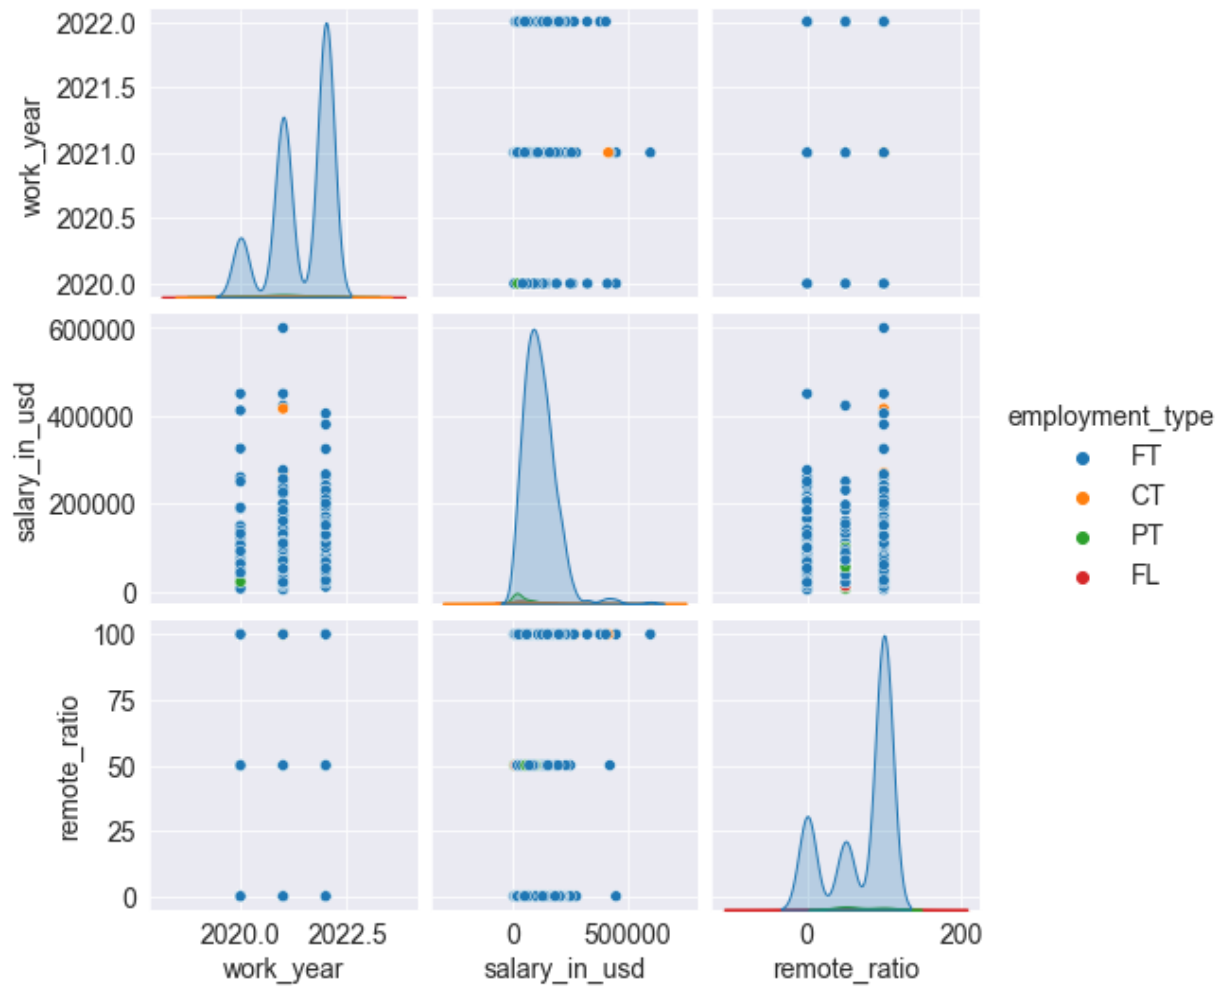 2022.0
2021.5
2021.0
2020.5
2020.0
work_year
600000
400000
200000
0
salary_in_usd
100
75
50
25
0
remote_ratio
2020.0 2022.5
work_year
0 500000
salary_in_usd
0 200
remote_ratio
employment_type
FT
CT
PT
FL